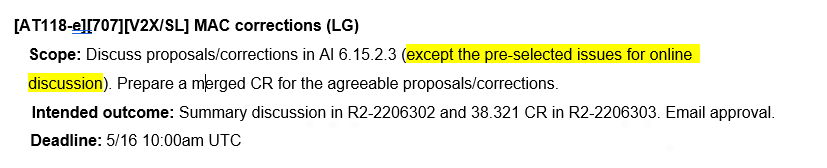 [AT118-e][707][V2X/SL] MAC corrections (LG)
Scope: Discuss proposals/corrections in AI 6.15.2.3 (except the pre-selected issues for online
discussion). Prepare a merged CR for the agreeable proposals/corrections.
Intended outcome: Summary discussion in R2-2206302 and 38.321 CR in R2-2206303. Email approval.
Deadline: 5/16 10:00am UTC